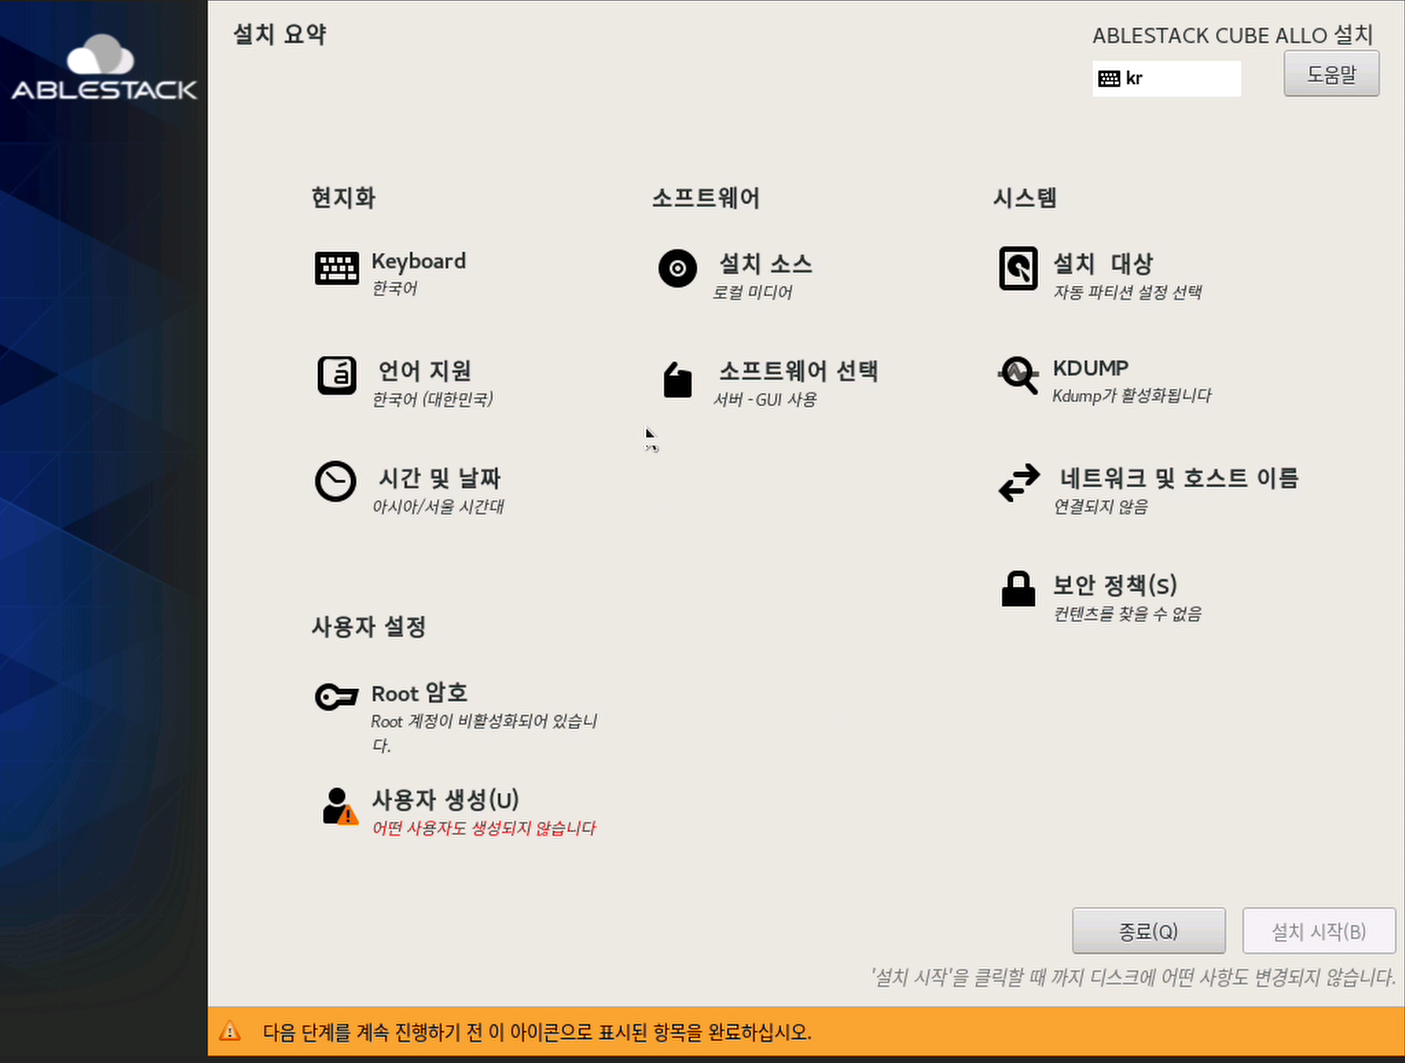 ABLESTACK
설치 요약
ABLESTACK CUBE ALLO 설치
kr
도움말
현지화
소프트웨어
시스템
Keyboard
한국어
설치 소스
로컬 미디어
설치 대상
자동 파티션 설정 선택
언어 지원
한국어 (대한민국)
소프트웨어 선택
서버 - GUI 사용
KDUMP
Kdump가 활성화됩니다
시간 및 날짜
아시아/서울 시간대
네트워크 및 호스트 이름
연결되지 않음
보안 정책(S)
컨텐츠를 찾을 수 없음
사용자 설정
Root 암호
Root 계정이 비활성화되어 있습니
다.
사용자 생성(U)
어떤 사용자도 생성되지 않습니다
종료(Q)
설치 시작(B)
'설치 시작'을 클릭할 때 까지 디스크에 어떤 사항도 변경되지 않습니다.
다음 단계를 계속 진행하기 전 이 아이콘으로 표시된 항목을 완료하십시오.